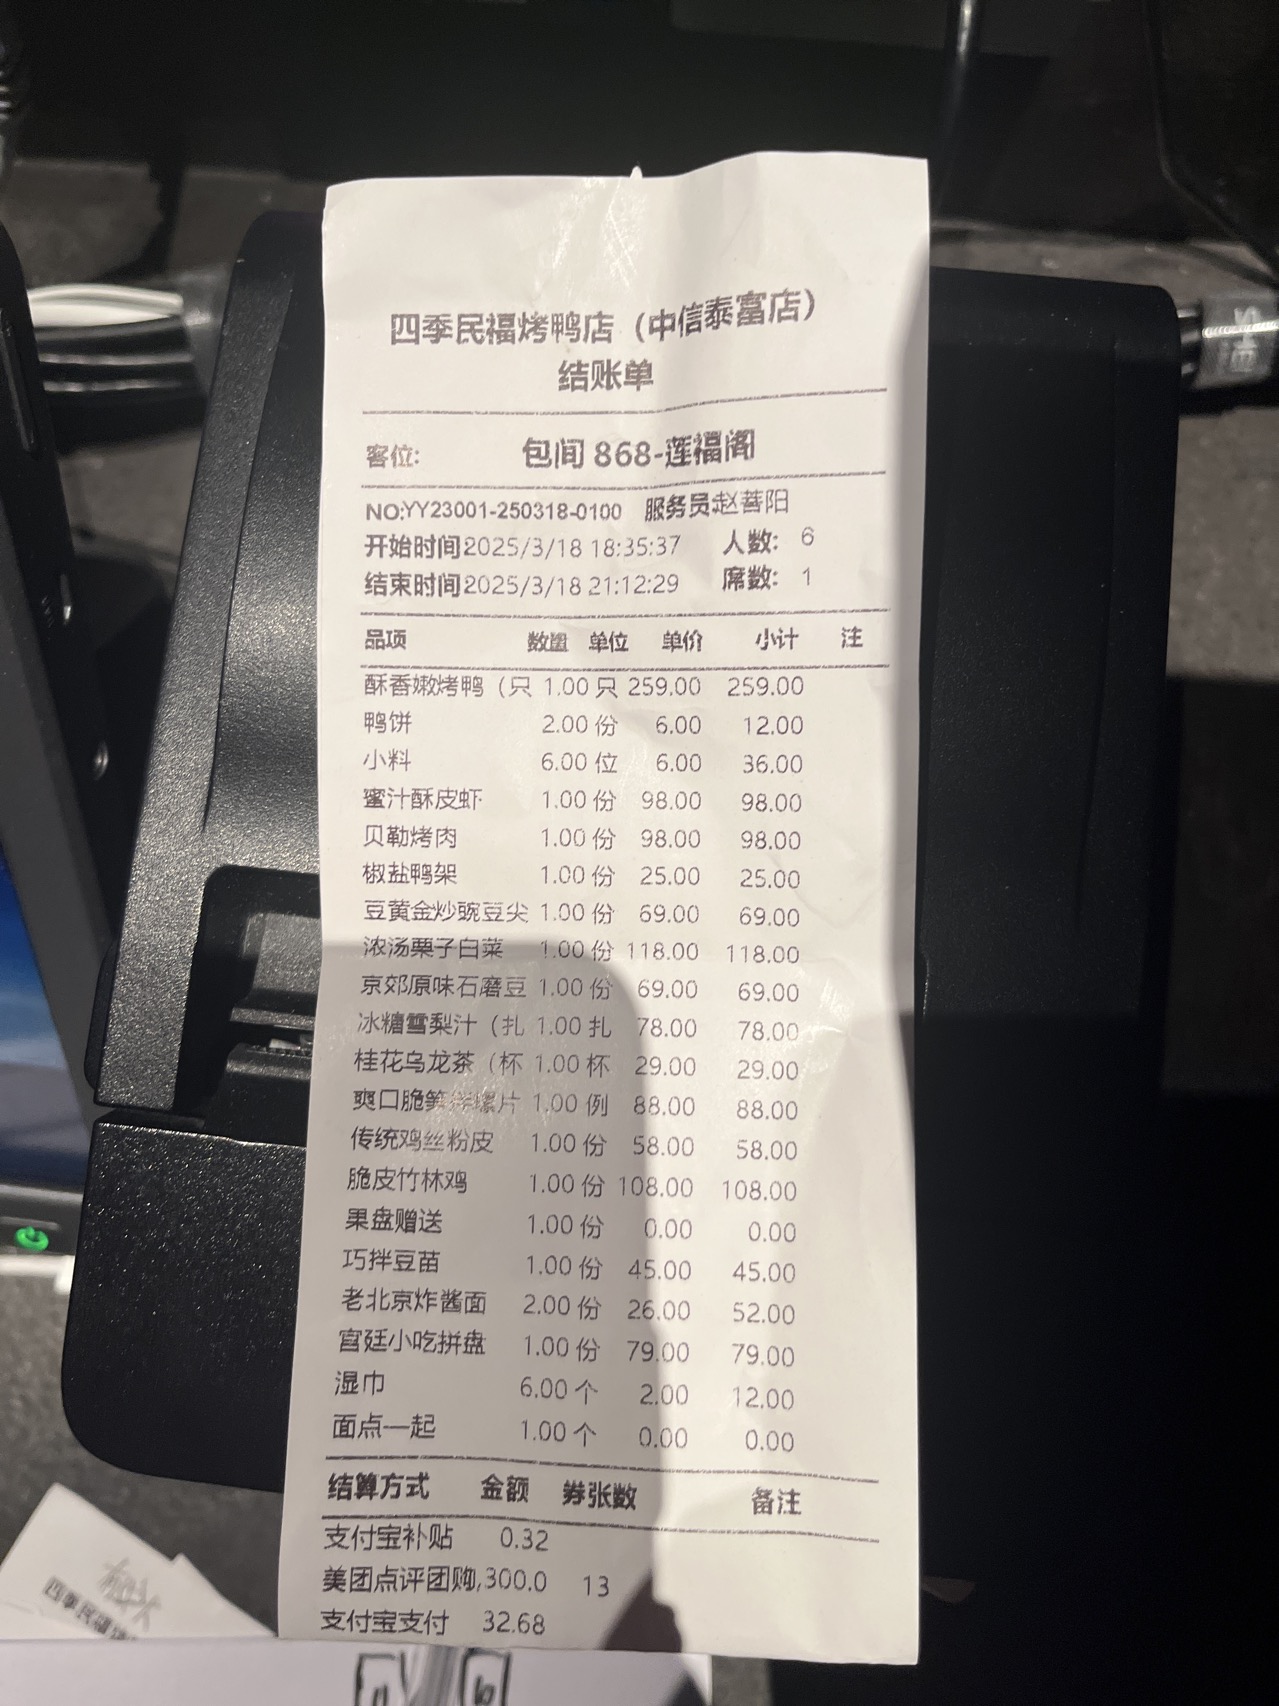 四季民福烤鸭店（中信泰富店）
结账单
客位: 包间 868-莲福阁
NO:YY23001-250318-0100 服务员:赵蕃阳
开始时间2025/3/18 18:35:37 人数: 6
结束时间2025/3/18 21:12:29 席数: 1
品项 数量 单位 单价 小计 注
酥香嫩烤鸭（只 1.00 只 259.00 259.00
鸭饼 2.00 份 6.00 12.00
小料 6.00 位 6.00 36.00
蜜汁酥皮虾 1.00 份 98.00 98.00
贝勒烤肉 1.00 份 98.00 98.00
椒盐鸭架 1.00 份 25.00 25.00
豆黄金炒豌豆尖 1.00 份 69.00 69.00
浓汤栗子白菜 1.00 份 118.00 118.00
京郊原味石磨豆 1.00 份 69.00 69.00
冰糖雪梨汁（扎 1.00 扎 78.00 78.00
桂花乌龙茶（杯 1.00 杯 29.00 29.00
爽口脆笋拌螺片 1.00 例 88.00 88.00
传统鸡丝粉皮 1.00 份 58.00 58.00
脆皮竹林鸡 1.00 份 108.00 108.00
果盘赠送 1.00 份 0.00 0.00
巧拌豆苗 1.00 份 45.00 45.00
老北京炸酱面 2.00 份 26.00 52.00
宫廷小吃拼盘 1.00 份 79.00 79.00
湿巾 6.00 个 2.00 12.00
面点一起 1.00 个 0.00 0.00
结算方式 金额 券张数 备注
支付宝补贴 0.32
美团点评团购,300.0 13
支付宝支付 32.68
四季民福